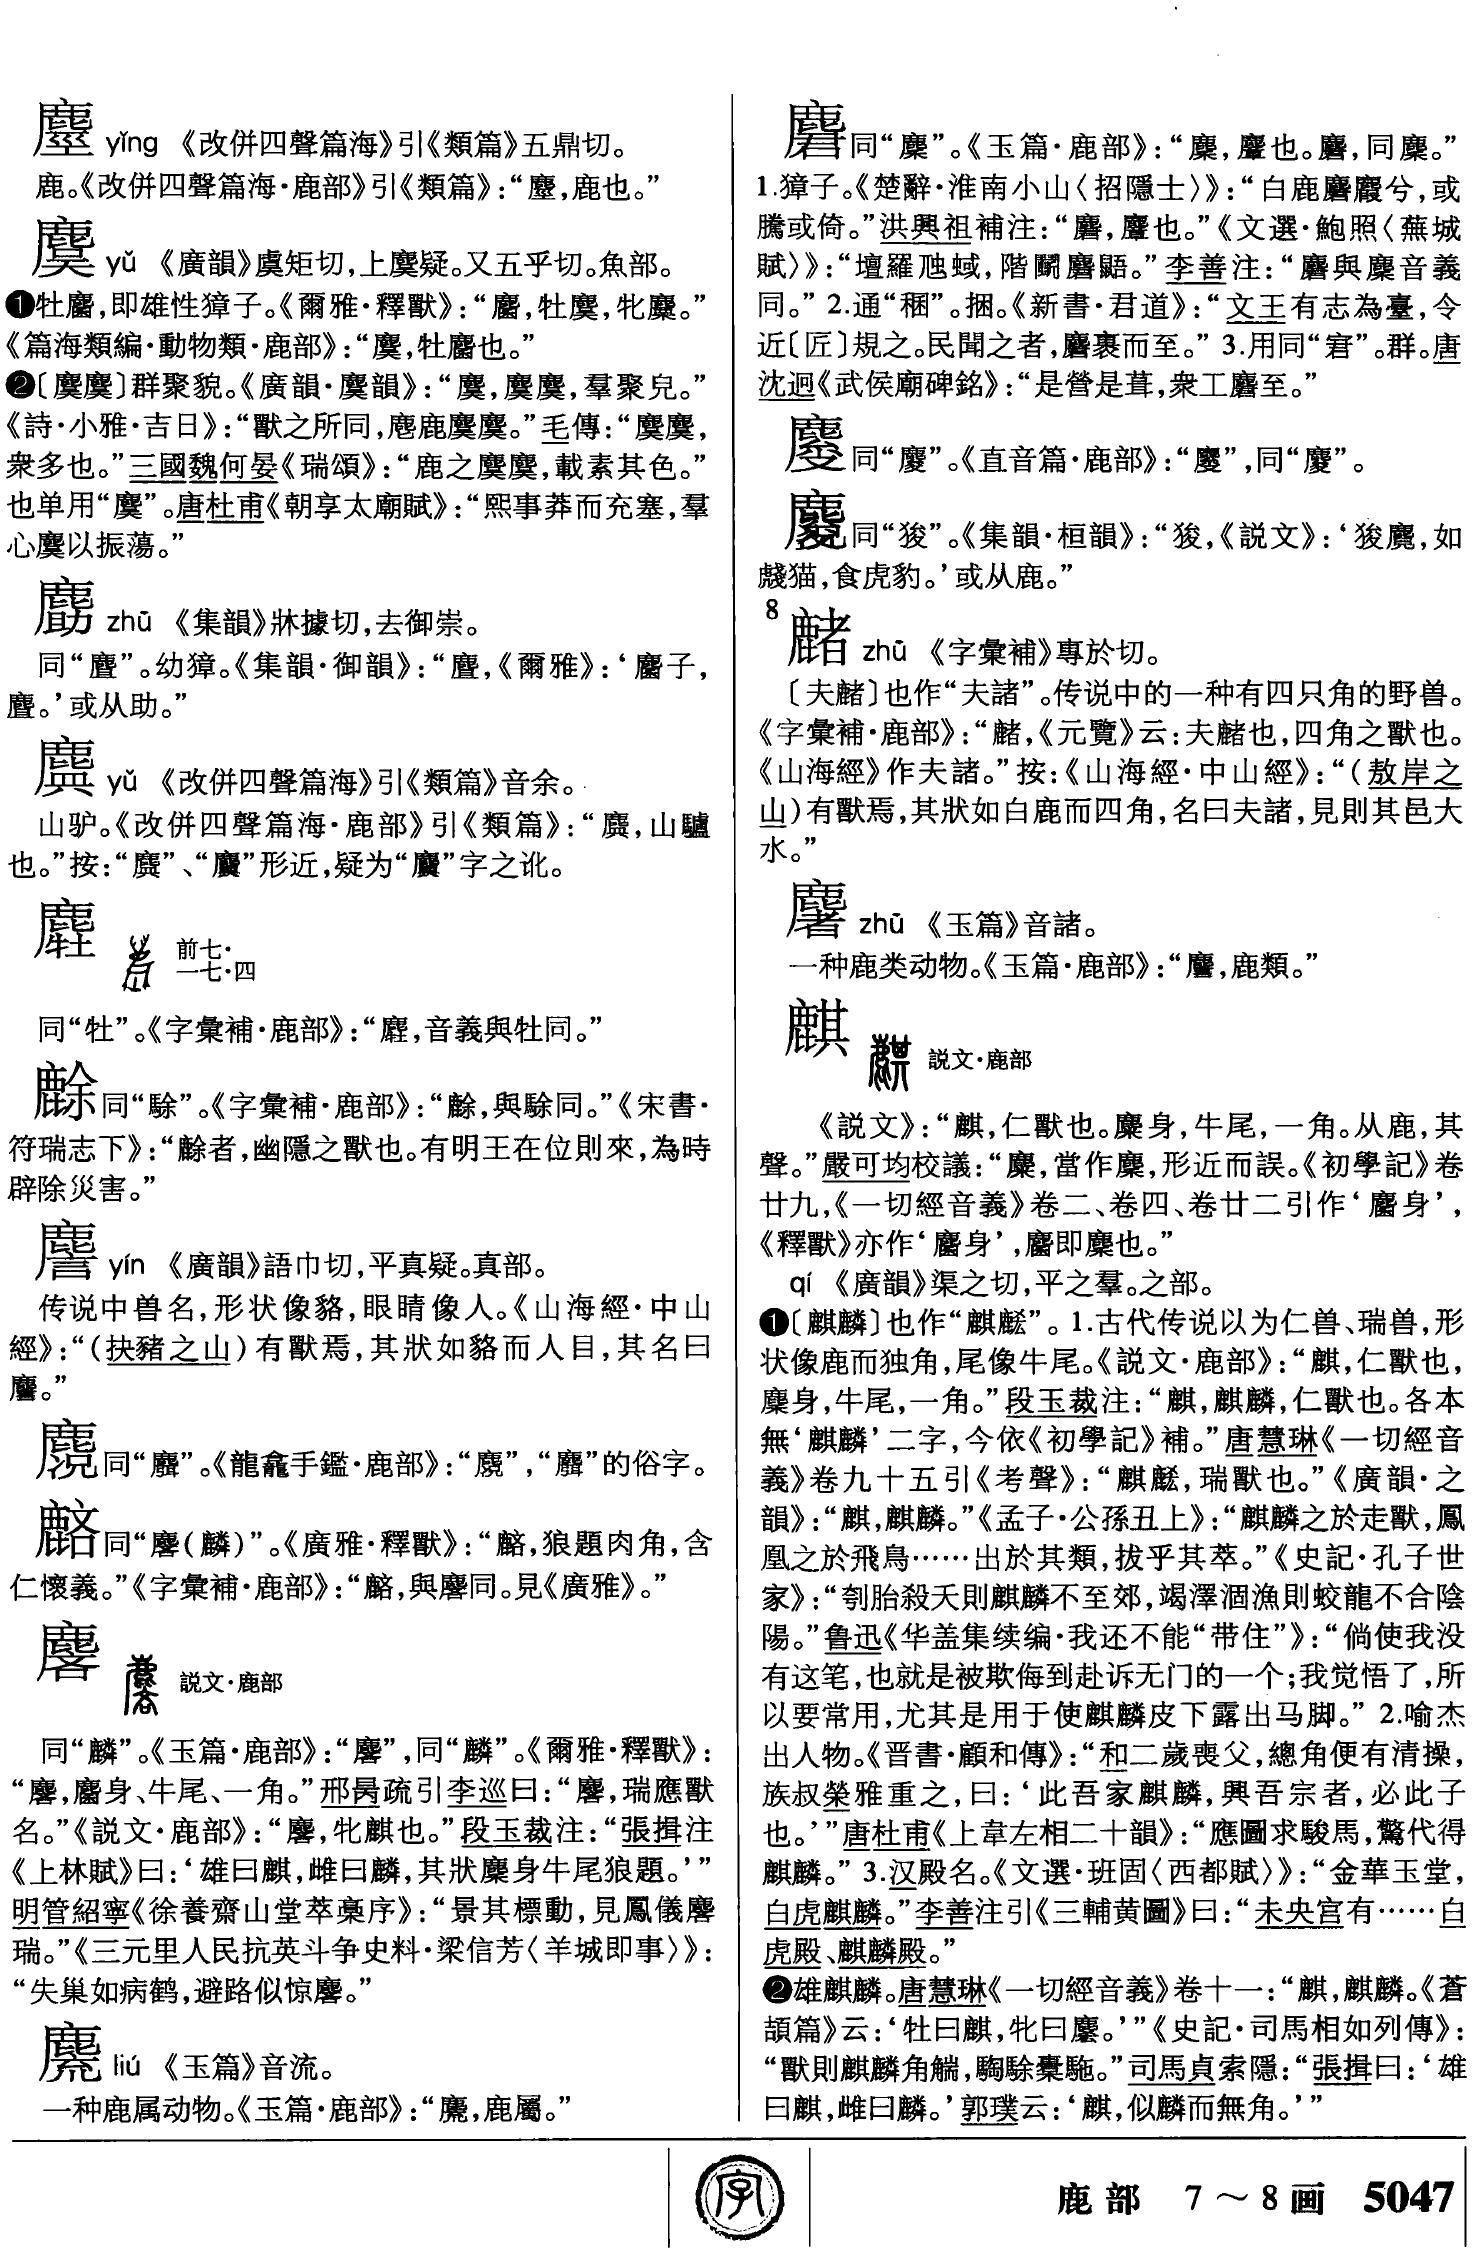 yǐng 《改併四聲篇海》引《類篇》五鼎切。
鹿。《改併四聲篇海·鹿部》引《類篇》：“，鹿也。”
麌 yǔ 《廣韻》虞矩切，上麌疑。又五乎切。魚部。
❶牡麕，即雄性獐子。《爾雅·釋獸》：“麕，牡麌，牝麜。”
《篇海類編·動物類·鹿部》：“麌，牡麕也。”
❷〔麌麌〕群聚貌。《廣韻·麌韻》：“麌，麌麌，羣聚皃。”
《詩·小雅·吉日》：“獸之所同，麀鹿麌麌。”毛傳：“麌麌，
衆多也。”三國魏何晏《瑞頌》：“鹿之麌麌，載素其色。”
也单用“麌”。唐杜甫《朝享太廟賦》：“熙事莽而充塞，羣
心麌以振蕩。”
zhù 《集韻》牀據切，去御崇。
同“麆”。幼獐。《集韻·御韻》：“麆，《爾雅》：‘麕子，
麆。’或从助。”
yǔ 《改併四聲篇海》引《類篇》音余。
山驴。《改併四聲篇海·鹿部》引《類篇》：“，山驢
也。”按：“”、“”形近，疑为“”字之讹。
前七·
一七·四
同“牡”。《字彙補·鹿部》：“，音義與牡同。”
同“駼”。《字彙補·鹿部》：“，與駼同。”《宋書·
符瑞志下》：“者，幽隱之獸也。有明王在位則來，為時
辟除災害。”
yín 《廣韻》語巾切，平真疑。真部。
传说中兽名，形状像貉，眼睛像人。《山海經·中山
經》：“（扶豬之山）有獸焉，其狀如貉而人目，其名曰
。”
同“”。《龍龕手鑑·鹿部》：“”，“”的俗字。
同“麐（麟）”。《廣雅·釋獸》：“，狼題肉角，含
仁懷義。”《字彙補·鹿部》：“，與麐同。見《廣雅》。”
麐 説文·鹿部
同“麟”。《玉篇·鹿部》：“麐”，同“麟”。《爾雅·釋獸》：
“麐，麕身、牛尾、一角。”邢昺疏引李巡曰：“麐，瑞應獸
名。”《説文·鹿部》：“麐，牝麒也。”段玉裁注：“張揖注
《上林賦》曰：‘雄曰麒，雌曰麟，其狀麇身牛尾狼題。’”
明管紹寧《徐養齋山堂萃稾序》：“景其標動，見鳳儀麐
瑞。”《三元里人民抗英斗争史料·梁信芳〈羊城即事〉》：
“失巢如病鹤，避路似惊麐。”
liú 《玉篇》音流。
一种鹿属动物。《玉篇·鹿部》：“，鹿屬。”
麏同“麇”。《玉篇·鹿部》：“麇，麞也。麏，同麇。”
1.獐子。《楚辭·淮南小山〈招隱士〉》：“白鹿麏麚兮，或
騰或倚。”洪興祖補注：“麏，麞也。”《文選·鮑照〈蕪城
賦〉》：“壇羅虺蜮，階鬭麏鼯。”李善注：“麏與麇音義
同。” 2.通“稛”。捆。《新書·君道》：“文王有志為臺，令
近〔匠〕規之。民聞之者，麏裹而至。” 3.用同“宭”。群。唐
沈迥《武侯廟碑銘》：“是營是葺，衆工麏至。”
同“”。《直音篇·鹿部》：“”，同“”。
同“狻”。《集韻·桓韻》：“狻，《説文》：‘狻麑，如
虦猫，食虎豹。’或从鹿。”
8
zhū 《字彙補》專於切。
〔夫〕也作“夫諸”。传说中的一种有四只角的野兽。
《字彙補·鹿部》：“，《元覽》云：夫也，四角之獸也。
《山海經》作夫諸。”按：《山海經·中山經》：“（敖岸之
山）有獸焉，其狀如白鹿而四角，名曰夫諸，見則其邑大
水。”
zhū 《玉篇》音諸。
一种鹿类动物。《玉篇·鹿部》：“，鹿類。”
麒 説文·鹿部
《説文》：“麒，仁獸也。麋身，牛尾，一角。从鹿，其
聲。”嚴可均校議：“麋，當作麇，形近而誤。《初學記》卷
廿九，《一切經音義》卷二、卷四、卷廿二引作‘麕身’，
《釋獸》亦作‘麕身’，麕即麇也。”
qí 《廣韻》渠之切，平之羣。之部。
❶〔麒麟〕也作“麒”。 1.古代传说以为仁兽、瑞兽，形
状像鹿而独角，尾像牛尾。《説文·鹿部》：“麒，仁獸也，
麋身，牛尾，一角。”段玉裁注：“麒，麒麟，仁獸也。各本
無‘麒麟’二字，今依《初學記》補。”唐慧琳《一切經音
義》卷九十五引《考聲》：“麒，瑞獸也。”《廣韻·之
韻》：“麒，麒麟。”《孟子·公孫丑上》：“麒麟之於走獸，鳳
凰之於飛鳥……出於其類，拔乎其萃。”《史記·孔子世
家》：“刳胎殺夭則麒麟不至郊，竭澤涸漁則蛟龍不合陰
陽。”鲁迅《华盖集续编·我还不能“带住”》：“倘使我没
有这笔，也就是被欺侮到赴诉无门的一个；我觉悟了，所
以要常用，尤其是用于使麒麟皮下露出马脚。” 2.喻杰
出人物。《晋書·顧和傳》：“和二歲喪父，總角便有清操，
族叔榮雅重之，曰：‘此吾家麒麟，興吾宗者，必此子
也。’”唐杜甫《上韋左相二十韻》：“應圖求駿馬，驚代得
麒麟。” 3.汉殿名。《文選·班固〈西都賦〉》：“金華玉堂，
白虎麒麟。”李善注引《三輔黄圖》曰：“未央宫有……白
虎殿、麒麟殿。”
❷雄麒麟。唐慧琳《一切經音義》卷十一：“麒，麒麟。《蒼
頡篇》云：‘牡曰麒，牝曰麐。’”《史記·司馬相如列傳》：
“獸則麒麟角䚡，騊駼橐駞。”司馬貞索隱：“張揖曰：‘雄
曰麒，雌曰麟。’郭璞云：‘麒，似麟而無角。’”
字
鹿部 7～8画 5047